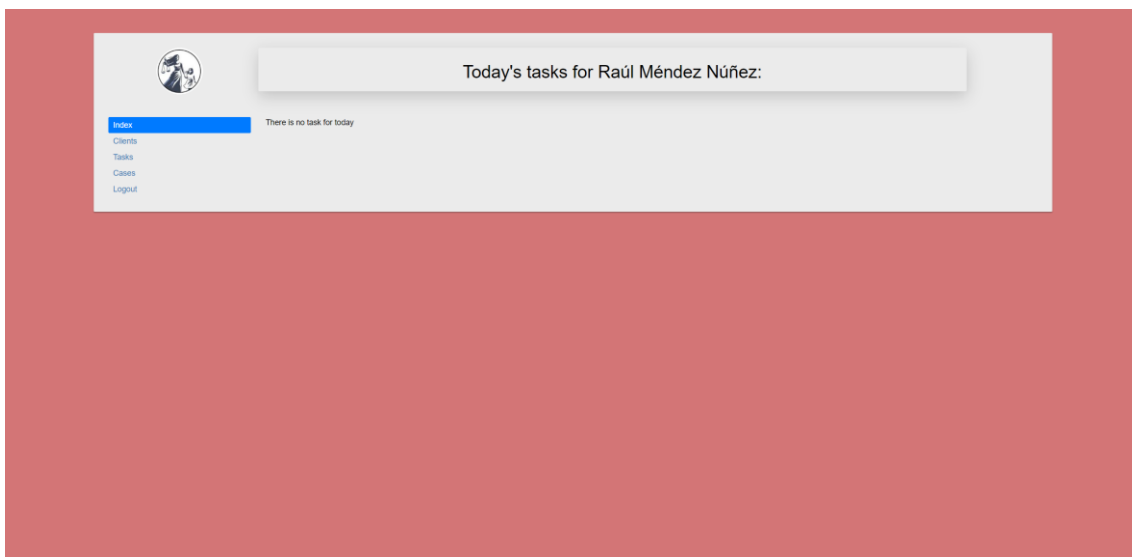 Today's tasks for Raúl Méndez Núñez:
Index
There is no task for today
Clients
Tasks
Cases
Logout